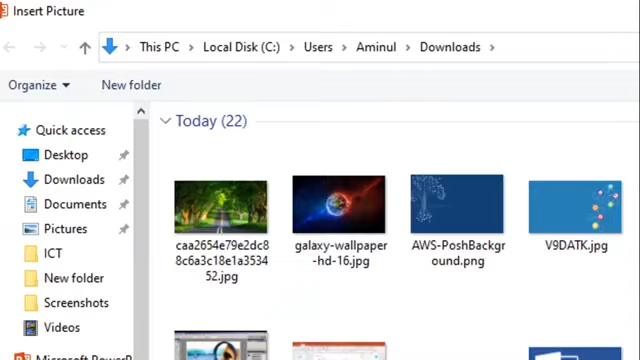 Insert Picture
This PC > Local Disk (C:) > Users > Aminul > Downloads >
Organize New folder
Today (22)
Quick access
Desktop
Downloads
Documents
Pictures
ICT
New folder
Screenshots
Videos
Microsoft PowerP
caa2654e79e2dc8
8c6a3c18e1a3534
52.jpg
galaxy-wallpaper
-hd-16.jpg
AWS-PoshBackgr
ound.png
V9DATK.jpg